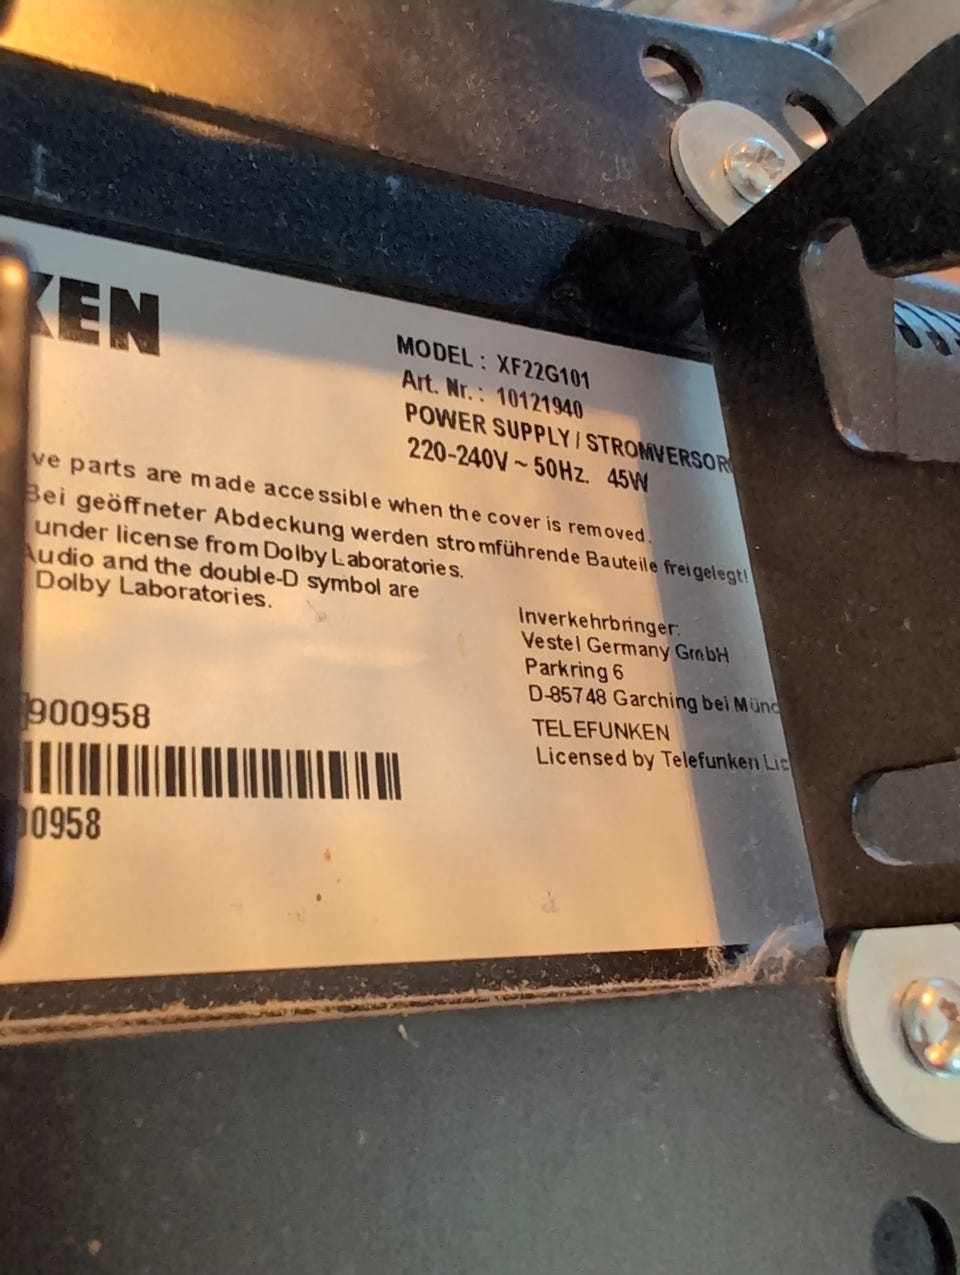 KEN
MODEL : XF22G101
Art. Nr. : 10121940
POWER SUPPLY / STROMVERSOR
220-240V ~ 50Hz. 45W
ve parts are made accessible when the cover is removed.
Bei geöffneter Abdeckung werden stromführende Bauteile freigelegt!
under license from Dolby Laboratories.
Audio and the double-D symbol are
Dolby Laboratories.
Inverkehrbringer:
Vestel Germany GmbH
Parkring 6
D-85748 Garching bei Münc
TELEFUNKEN
Licensed by Telefunken Lic
900958
0958